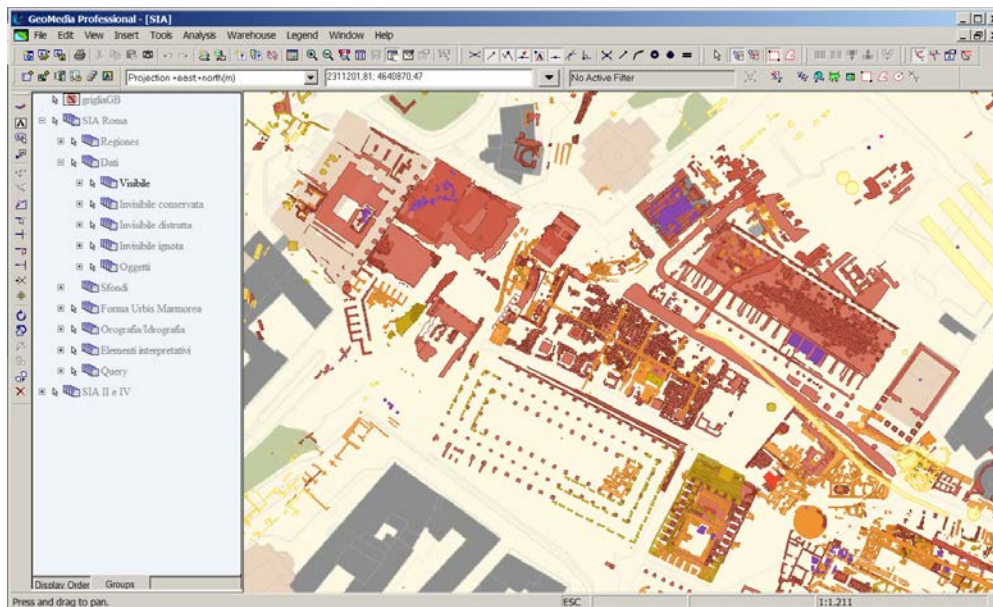 GeoMedia Professional - [SIA]
File Edit View Insert Tools Analysis Warehouse Legend Window Help
Projection +east,+north(m) 2311201,81; 4640870,47 No Active Filter
grigliaGB
SIA Roma
Regiones
Dati
Visibile
Invisibile conservata
Invisibile distrutta
Invisibile ignota
Oggetti
Sfondi
Forma Urbis Marmorea
Orografia/Idrografia
Elementi interpretativi
Query
SIA II e IV
Display Order Groups
Press and drag to pan. ESC 1:1.211